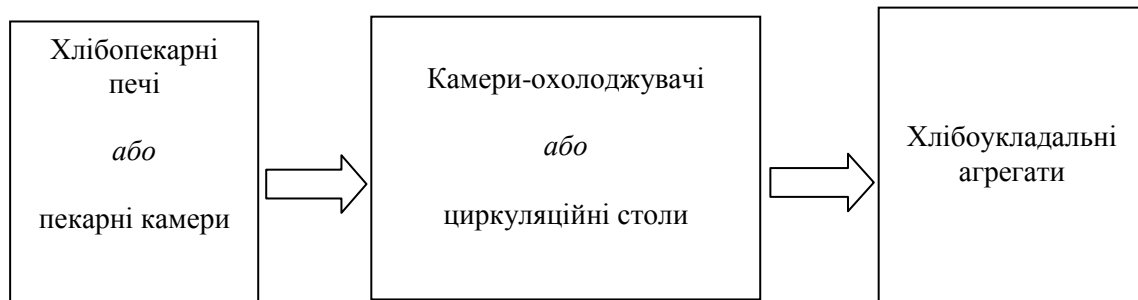 Хлібопекарні
печі
або
пекарні камери
Камери-охолоджувачі
або
циркуляційні столи
Хлібоукладальні
агрегати